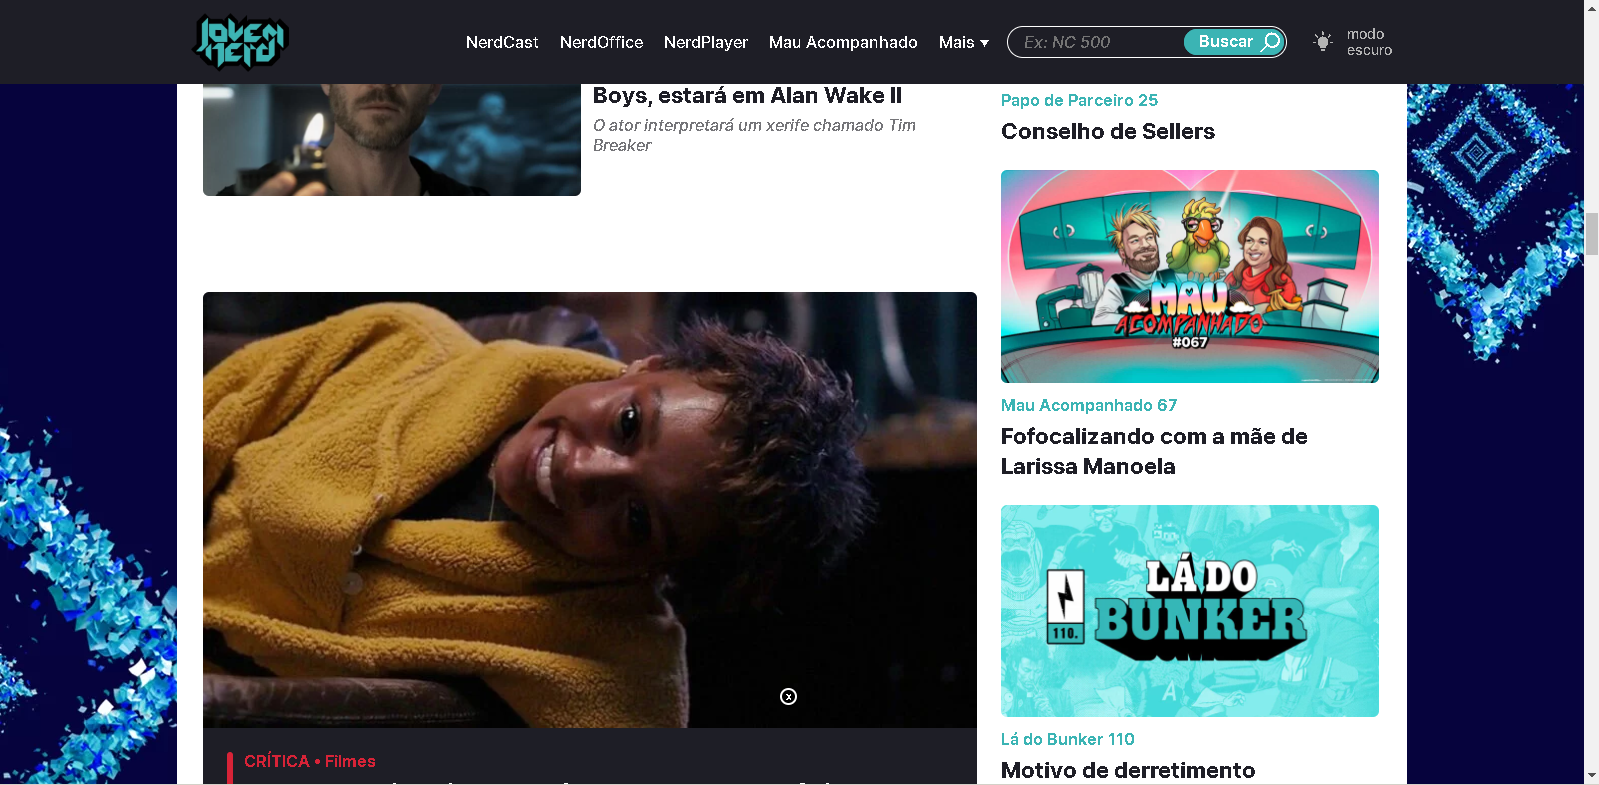 JOVEM
NERD
NerdCast
NerdOffice
NerdPlayer
Mau Acompanhado
Mais
Ex: NC 500
Buscar
modo
escuro
Boys, estará em Alan Wake II
O ator interpretará um xerife chamado Tim
Breaker
CRÍTICA • Filmes
Papo de Parceiro 25
Conselho de Sellers
MAU
ACOMPANHADO
#067
Mau Acompanhado 67
Fofocalizando com a mãe de
Larissa Manoela
LÁ DO
BUNKER
110.
Lá do Bunker 110
Motivo de derretimento